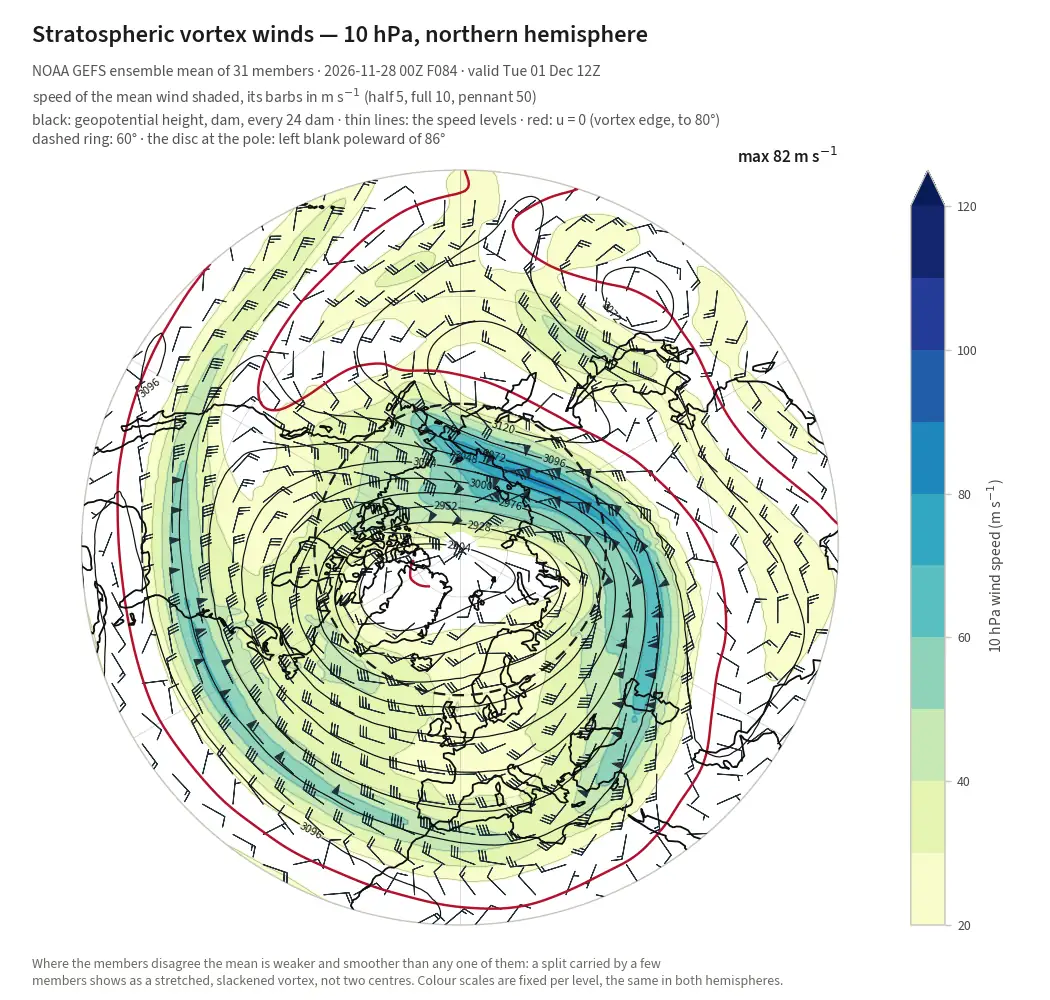 Stratospheric vortex winds — 10 hPa, northern hemisphere
NOAA GEFS ensemble mean of 31 members · 2026-11-28 00Z F084 · valid Tue 01 Dec 12Z
speed of the mean wind shaded, its barbs in m s⁻¹ (half 5, full 10, pennant 50)
black: geopotential height, dam, every 24 dam · thin lines: the speed levels · red: u = 0 (vortex edge, to 80°)
dashed ring: 60° · the disc at the pole: left blank poleward of 86°
max 82 m s⁻¹
120
100
80
60
40
20
10 hPa wind speed (m s⁻¹)
3072
3096
3120
3096
3072
2952
2976
2928
2904
3096
Where the members disagree the mean is weaker and smoother than any one of them: a split carried by a few
members shows as a stretched, slackened vortex, not two centres. Colour scales are fixed per level, the same in both hemispheres.